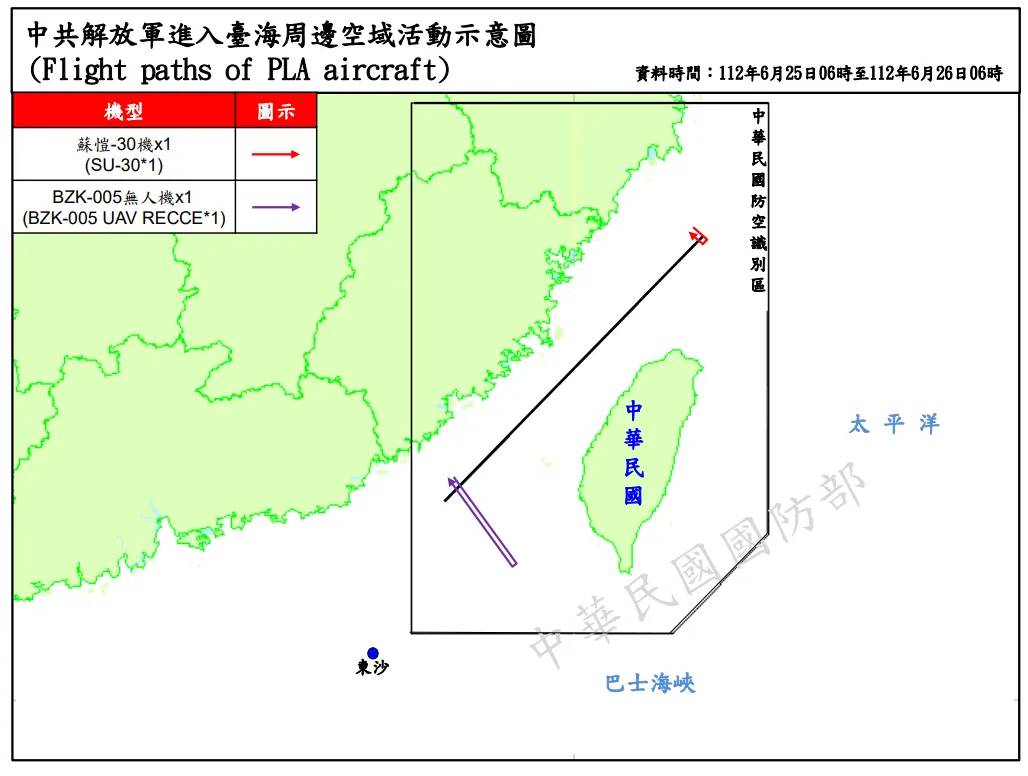 中共解放軍進入臺海周邊空域活動示意圖
(Flight paths of PLA aircraft)
資料時間：112年6月25日06時至112年6月26日06時
機型 圖示
蘇愷-30機x1
(SU-30*1)
BZK-005無人機x1
(BZK-005 UAV RECCE*1)
中華民國防空識別區
中華民國
太平洋
中華民國國防部
東沙
巴士海峽